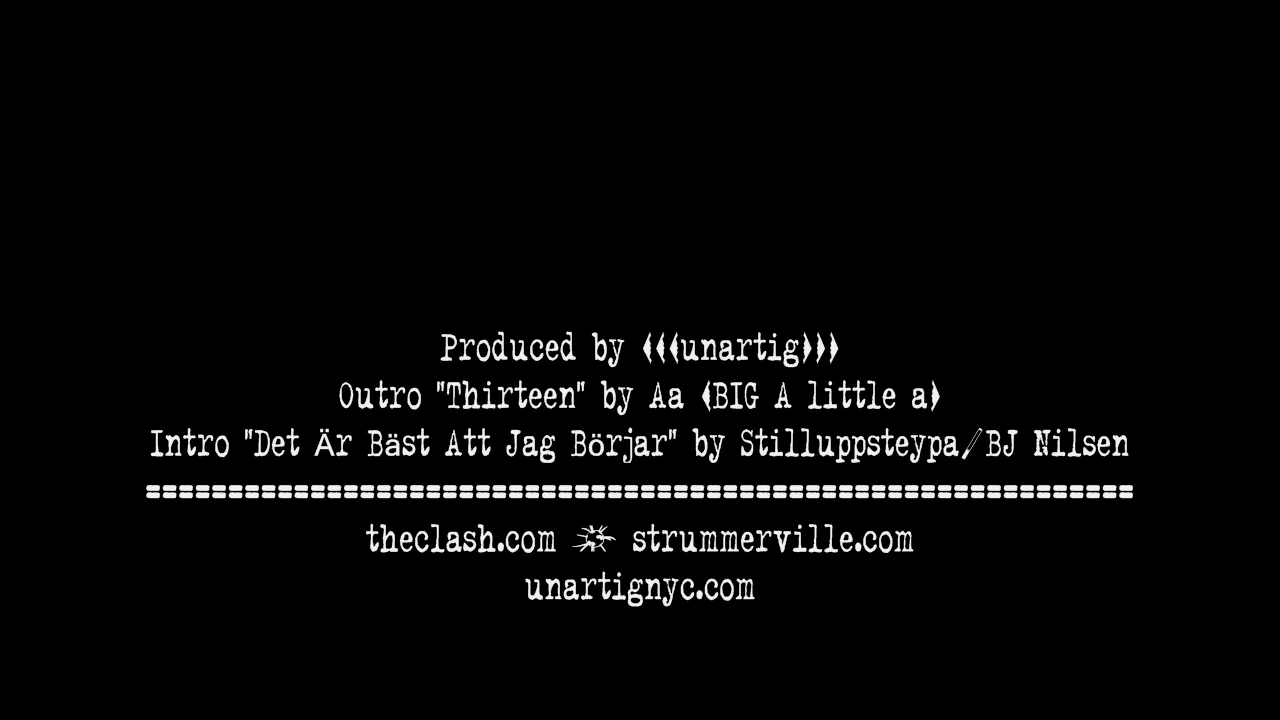 Produced by (((unartig)))
Outro "Thirteen" by Aa (BIG A little a)
Intro "Det Är Bäst Att Jag Börjar" by Stilluppsteypa/BJ Nilsen
============================================================
theclash.com * strummerville.com
unartignyc.com